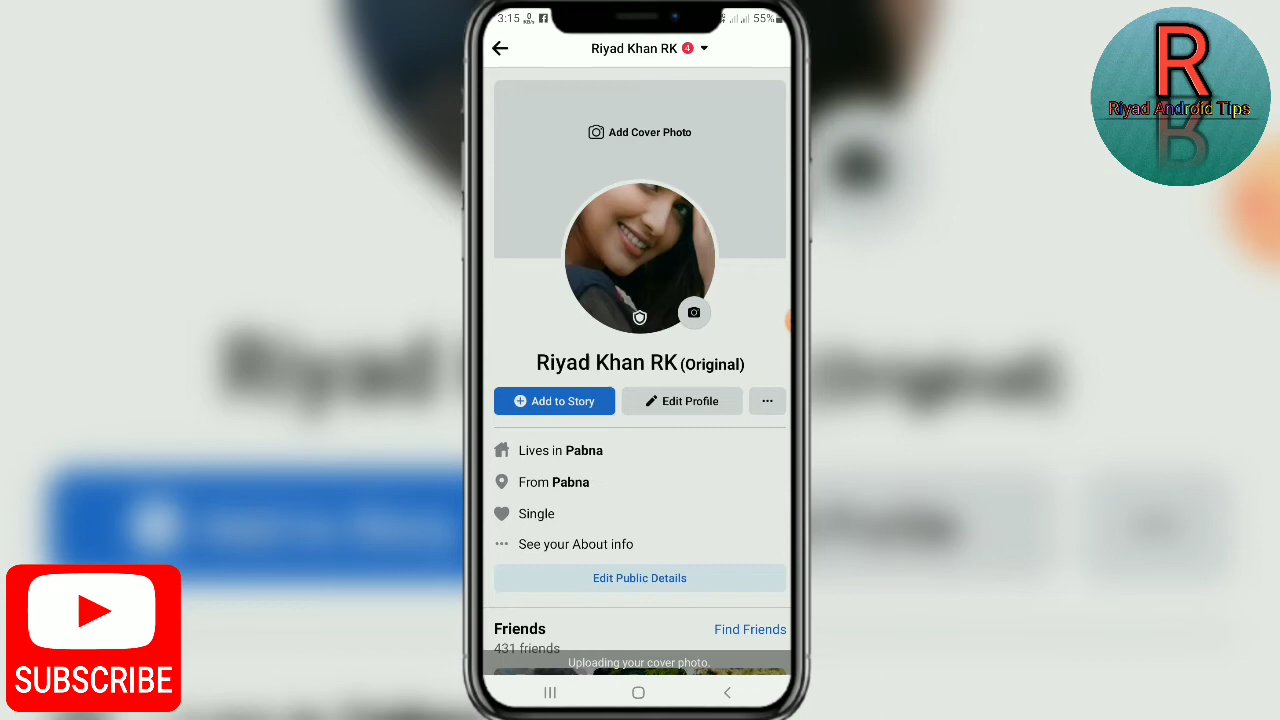 3:15
55%
Riyad Khan RK 4
Add Cover Photo
Riyad Khan RK (Original)
Add to Story
Edit Profile
Lives in Pabna
From Pabna
Single
See your About info
Edit Public Details
Friends
Find Friends
431 friends
Uploading your cover photo.
R
Riyad Android Tips
SUBSCRIBE